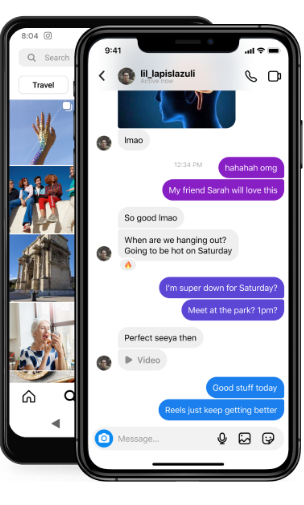 8:04
Search
Travel
9:41
lil_lapislazuli
Active now
lmao
12:34 PM
hahahah omg
My friend Sarah will love this
So good lmao
When are we hanging out?
Going to be hot on Saturday
I'm super down for Saturday?
Meet at the park? 1pm?
Perfect seeya then
Video
Good stuff today
Reels just keep getting better
Message...